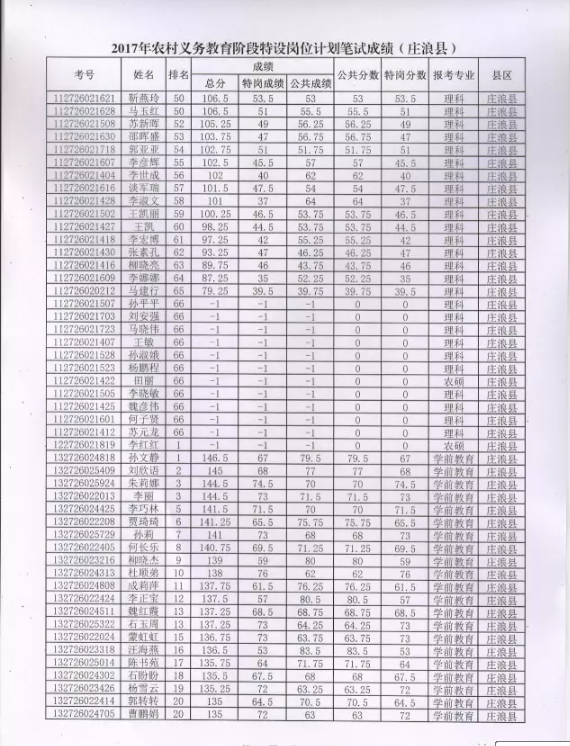 2017年农村义务教育阶段特设岗位计划笔试成绩（庄浪县）
考号 姓名 排名 成绩 公共分数 特岗分数 报考专业 县区
总分 特岗成绩 公共成绩
112726021621 靳燕玲 50 106.5 53.5 53 53 53.5 理科 庄浪县
112726021628 马玉红 50 106.5 51 55.5 55.5 51 理科 庄浪县
112726021508 苏新晖 52 105.25 49 56.25 56.25 49 理科 庄浪县
112726021630 邵晖盛 53 103.75 47 56.75 56.75 47 理科 庄浪县
112726021718 郭亚亚 54 102.75 51 51.75 51.75 51 理科 庄浪县
112726021607 李彦辉 55 102.5 45.5 57 57 45.5 理科 庄浪县
112726021404 李世成 56 102 40 62 62 40 理科 庄浪县
112726021616 谈军瑞 57 101.5 47.5 54 54 47.5 理科 庄浪县
112726021428 李淑文 58 101 37 64 64 37 理科 庄浪县
112726021502 王凯丽 59 100.25 46.5 53.75 53.75 46.5 理科 庄浪县
112726021427 王凯 60 98.25 44.5 53.75 53.75 44.5 理科 庄浪县
112726021418 李宏博 61 97.25 42 55.25 55.25 42 理科 庄浪县
112726021430 张素孔 62 93.25 47 46.25 46.25 47 理科 庄浪县
112726021416 柳晓亮 63 89.75 46 43.75 43.75 46 理科 庄浪县
112726021609 李娜娜 64 87.25 35 52.25 52.25 35 理科 庄浪县
112726020212 马建行 65 79.25 39.5 39.75 39.75 39.5 理科 庄浪县
112726021507 孙平平 66 -1 -1 -1 0 0 理科 庄浪县
112726021703 刘安强 66 -1 -1 -1 0 0 理科 庄浪县
112726021723 马晓伟 66 -1 -1 -1 0 0 理科 庄浪县
112726021407 王敏 66 -1 -1 -1 0 0 理科 庄浪县
112726021528 孙淑娥 66 -1 -1 -1 0 0 理科 庄浪县
112726021523 杨鹏程 66 -1 -1 -1 0 0 理科 庄浪县
112726021422 田丽 66 -1 -1 -1 0 0 农硕 庄浪县
112726021505 李晓敏 66 -1 -1 -1 0 0 理科 庄浪县
112726021425 魏彦伟 66 -1 -1 -1 0 0 理科 庄浪县
112726021601 何子贤 66 -1 -1 -1 0 0 理科 庄浪县
112726021412 苏元龙 66 -1 -1 -1 0 0 理科 庄浪县
122726021819 李红红 1 -1 -1 -1 0 0 农硕 庄浪县
132726024818 孙文静 1 146.5 67 79.5 79.5 67 学前教育 庄浪县
132726025409 刘欣语 2 145 68 77 77 68 学前教育 庄浪县
132726025924 朱莉娜 3 144.5 74.5 70 70 74.5 学前教育 庄浪县
132726022013 李丽 3 144.5 73 71.5 71.5 73 学前教育 庄浪县
132726024425 李巧林 5 141.5 71.5 70 70 71.5 学前教育 庄浪县
132726022208 贾琦琦 6 141.25 65.5 75.75 75.75 65.5 学前教育 庄浪县
132726025729 孙莉 7 141 73 68 68 73 学前教育 庄浪县
132726022405 何长乐 8 140.75 69.5 71.25 71.25 69.5 学前教育 庄浪县
132726023216 柳晓杰 9 139 59 80 80 59 学前教育 庄浪县
132726024313 杜顺弟 10 138 76 62 62 76 学前教育 庄浪县
132726024808 成莉萍 11 137.75 61.5 76.25 76.25 61.5 学前教育 庄浪县
132726022424 李正宝 12 137.5 57 80.5 80.5 57 学前教育 庄浪县
132726024511 魏红霞 13 137.25 68.5 68.75 68.75 68.5 学前教育 庄浪县
132726025322 石玉周 13 137.25 73 64.25 64.25 73 学前教育 庄浪县
132726022024 蒙虹虹 15 136.75 73 63.75 63.75 73 学前教育 庄浪县
132726023318 汪海燕 16 136.5 53 83.5 83.5 53 学前教育 庄浪县
132726025014 陈书苑 17 135.75 64 71.75 71.75 64 学前教育 庄浪县
132726024302 石盼盼 18 135.5 67.5 68 68 67.5 学前教育 庄浪县
132726023426 杨雪云 19 135.25 72 63.25 63.25 72 学前教育 庄浪县
132726022414 郭转转 20 135 64.5 70.5 70.5 64.5 学前教育 庄浪县
132726024705 曹鹏娟 20 135 72 63 63 72 学前教育 庄浪县